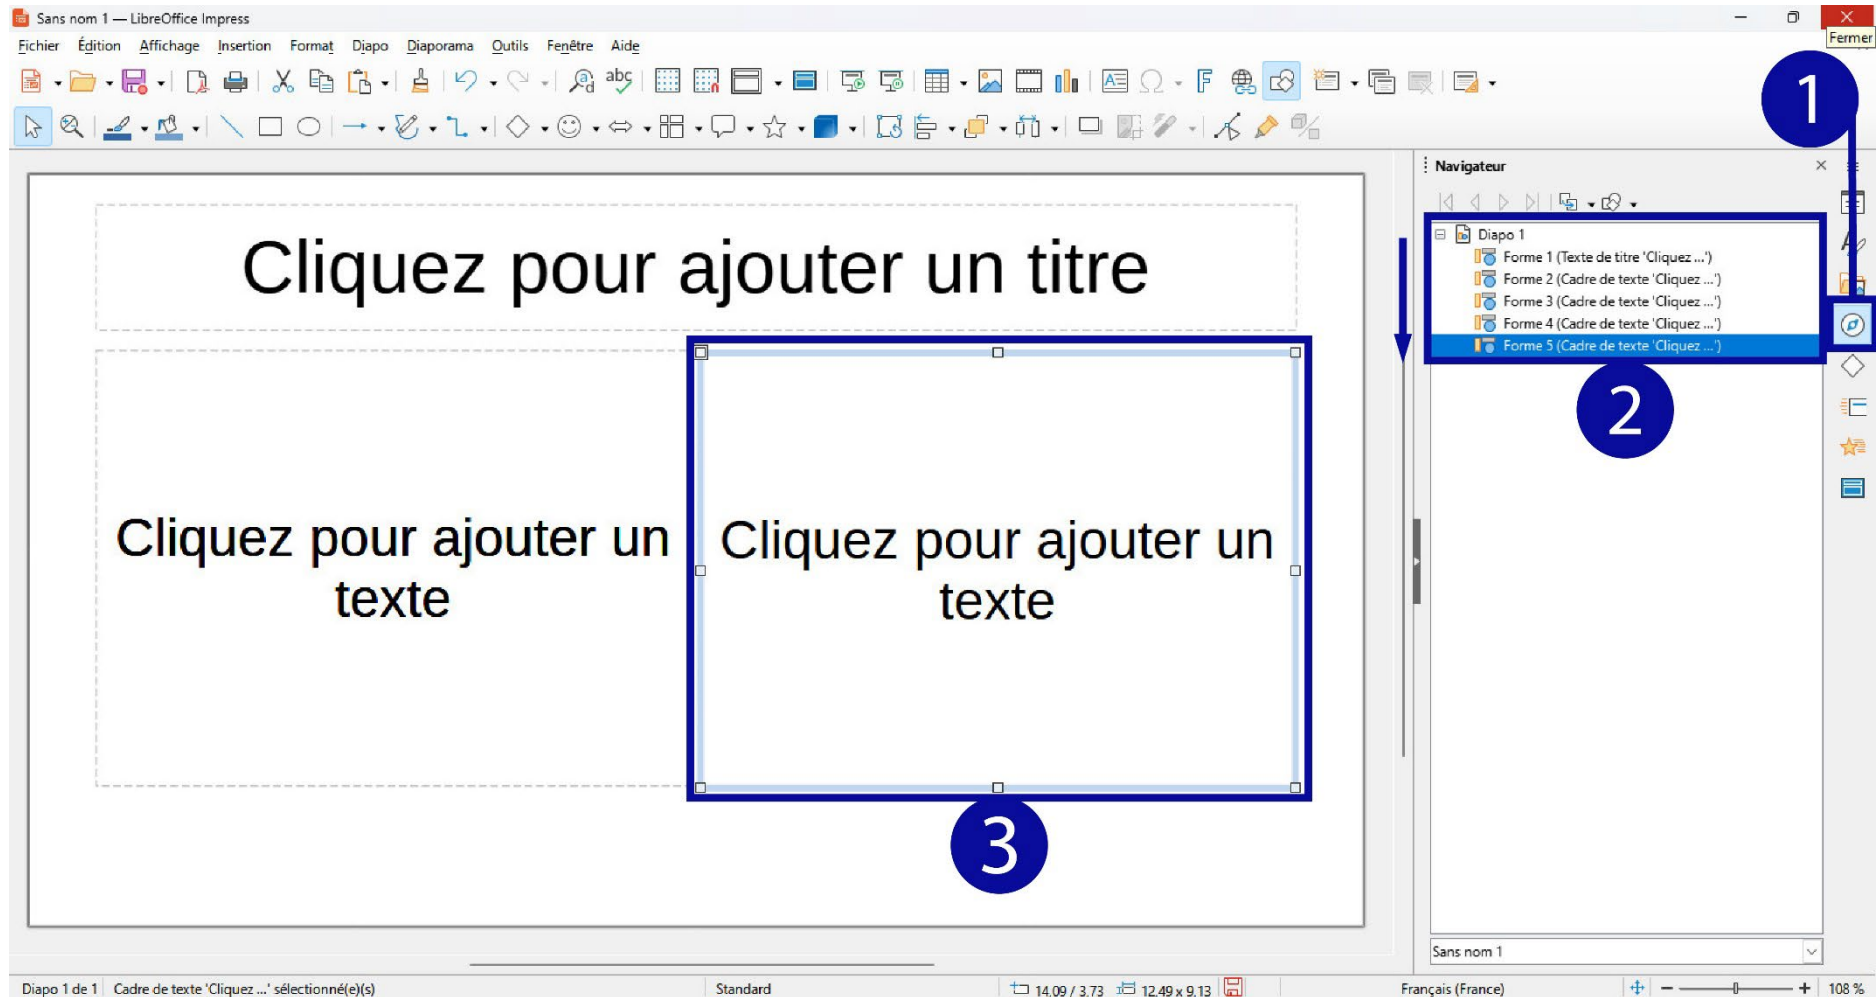 Sans nom 1 — LibreOffice Impress
Fermer
Fichier Édition Affichage Insertion Format Diapo Diaporama Outils Fenêtre Aide
1
Navigateur
Diapo 1
Forme 1 (Texte de titre 'Cliquez ...')
Forme 2 (Cadre de texte 'Cliquez ...')
Forme 3 (Cadre de texte 'Cliquez ...')
Forme 4 (Cadre de texte 'Cliquez ...')
Forme 5 (Cadre de texte 'Cliquez ...')
2
Cliquez pour ajouter un titre
Cliquez pour ajouter un
texte
Cliquez pour ajouter un
texte
3
Sans nom 1
Diapo 1 de 1 Cadre de texte 'Cliquez ...' sélectionné(e)(s) Standard 14.09 / 3.73 12.49 x 9.13 Français (France) 108 %